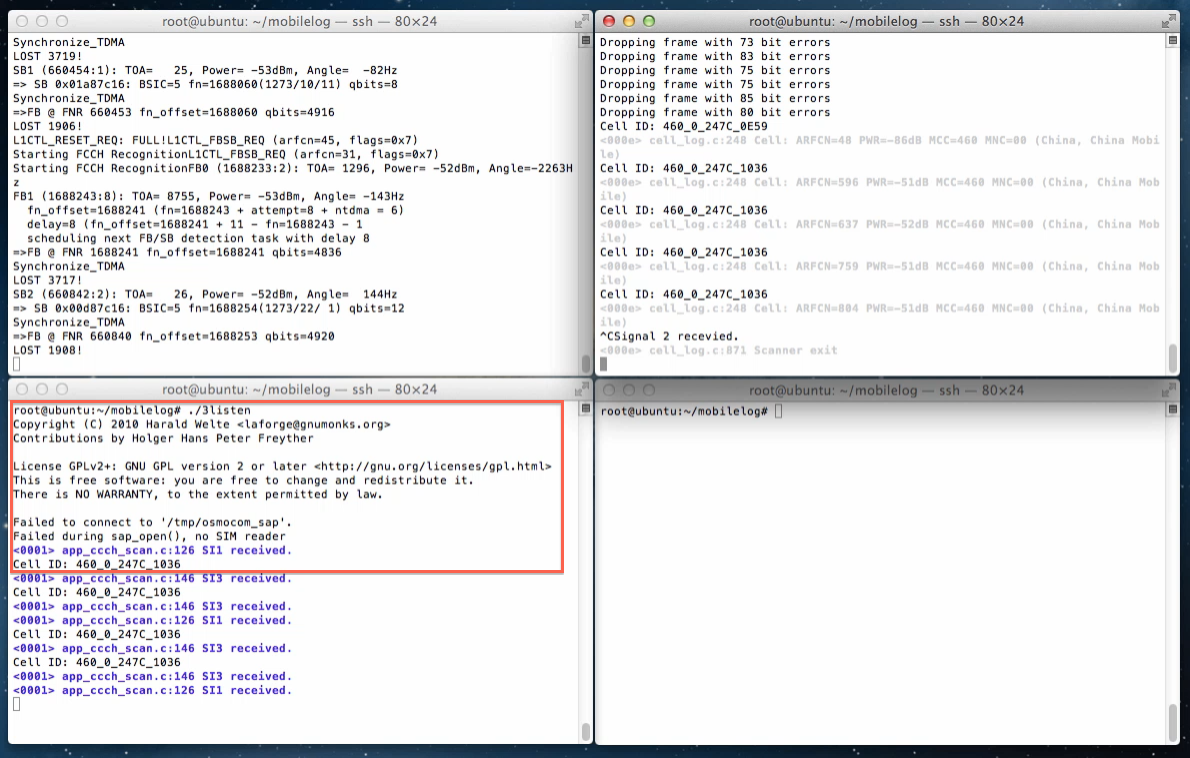 root@ubuntu: ~/mobilelog — ssh — 80×24
Synchronize_TDMA
LOST 3719!
SB1 (660454:1): TOA=   25, Power= -53dBm, Angle=  -82Hz
=> SB 0x01a87c16: BSIC=5 fn=1688060(1273/10/11) qbits=8
Synchronize_TDMA
=>FB @ FNR 660453 fn_offset=1688060 qbits=4916
LOST 1906!
L1CTL_RESET_REQ: FULL!L1CTL_FBSB_REQ (arfcn=45, flags=0x7)
Starting FCCH RecognitionL1CTL_FBSB_REQ (arfcn=31, flags=0x7)
Starting FCCH RecognitionFB0 (1688233:2): TOA= 1296, Power= -52dBm, Angle=-2263H
z
FB1 (1688243:8): TOA= 8755, Power= -53dBm, Angle= -143Hz
  fn_offset=1688241 (fn=1688243 + attempt=8 + ntdma = 6)
  delay=8 (fn_offset=1688241 + 11 - fn=1688243 - 1
  scheduling next FB/SB detection task with delay 8
=>FB @ FNR 1688241 fn_offset=1688241 qbits=4836
Synchronize_TDMA
LOST 3717!
SB2 (660842:2): TOA=   26, Power= -52dBm, Angle=  144Hz
=> SB 0x00d87c16: BSIC=5 fn=1688254(1273/22/ 1) qbits=12
Synchronize_TDMA
=>FB @ FNR 660840 fn_offset=1688253 qbits=4920
LOST 1908!
root@ubuntu: ~/mobilelog — ssh — 80×24
Dropping frame with 73 bit errors
Dropping frame with 83 bit errors
Dropping frame with 75 bit errors
Dropping frame with 75 bit errors
Dropping frame with 85 bit errors
Dropping frame with 80 bit errors
Cell ID: 460_0_247C_0E59
<000e> cell_log.c:248 Cell: ARFCN=48 PWR=-86dB MCC=460 MNC=00 (China, China Mobi
le)
Cell ID: 460_0_247C_1036
<000e> cell_log.c:248 Cell: ARFCN=596 PWR=-51dB MCC=460 MNC=00 (China, China Mob
ile)
Cell ID: 460_0_247C_1036
<000e> cell_log.c:248 Cell: ARFCN=637 PWR=-52dB MCC=460 MNC=00 (China, China Mob
ile)
Cell ID: 460_0_247C_1036
<000e> cell_log.c:248 Cell: ARFCN=759 PWR=-51dB MCC=460 MNC=00 (China, China Mob
ile)
Cell ID: 460_0_247C_1036
<000e> cell_log.c:248 Cell: ARFCN=804 PWR=-51dB MCC=460 MNC=00 (China, China Mob
ile)
^CSignal 2 recevied.
<000e> cell_log.c:871 Scanner exit
root@ubuntu: ~/mobilelog — ssh — 80×24
root@ubuntu:~/mobilelog# ./3listen
Copyright (C) 2010 Harald Welte <laforge@gnumonks.org>
Contributions by Holger Hans Peter Freyther

License GPLv2+: GNU GPL version 2 or later <http://gnu.org/licenses/gpl.html>
This is free software: you are free to change and redistribute it.
There is NO WARRANTY, to the extent permitted by law.

Failed to connect to '/tmp/osmocom_sap'.
Failed during sap_open(), no SIM reader
<0001> app_ccch_scan.c:126 SI1 received.
Cell ID: 460_0_247C_1036
<0001> app_ccch_scan.c:146 SI3 received.
Cell ID: 460_0_247C_1036
<0001> app_ccch_scan.c:146 SI3 received.
<0001> app_ccch_scan.c:126 SI1 received.
Cell ID: 460_0_247C_1036
<0001> app_ccch_scan.c:146 SI3 received.
Cell ID: 460_0_247C_1036
<0001> app_ccch_scan.c:146 SI3 received.
<0001> app_ccch_scan.c:126 SI1 received.
root@ubuntu: ~/mobilelog — ssh — 80×24
root@ubuntu:~/mobilelog#